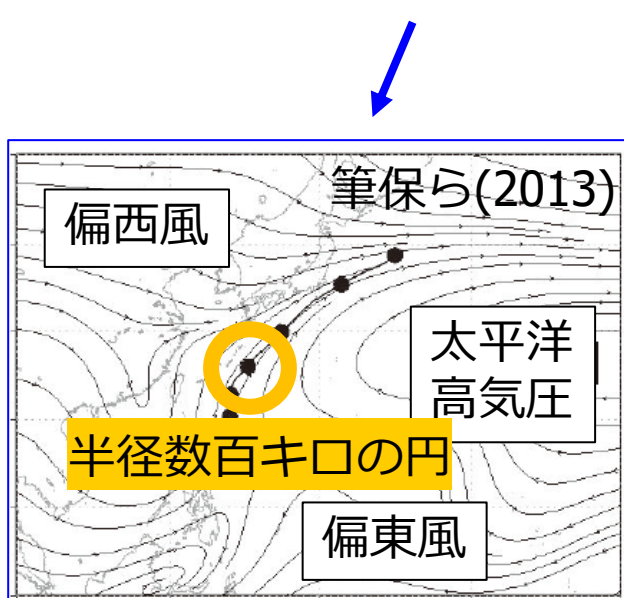 筆保ら(2013)
偏西風
太平洋
高気圧
半径数百キロの円
偏東風